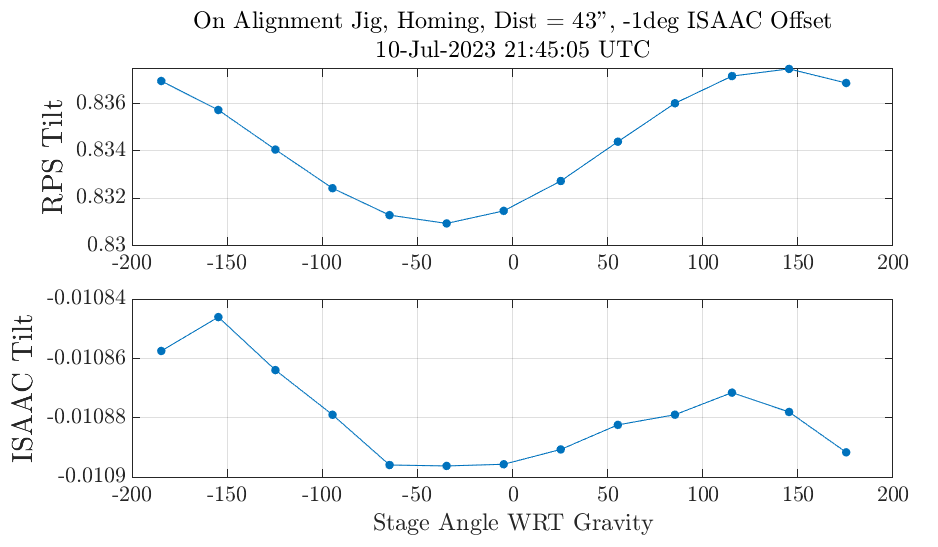 On Alignment Jig, Homing, Dist = 43", -1deg ISAAC Offset
10-Jul-2023 21:45:05 UTC
RPS Tilt
0.836
0.834
0.832
0.83
-200 -150 -100 -50 0 50 100 150 200
ISAAC Tilt
-0.01084
-0.01086
-0.01088
-0.0109
-200 -150 -100 -50 0 50 100 150 200
Stage Angle WRT Gravity